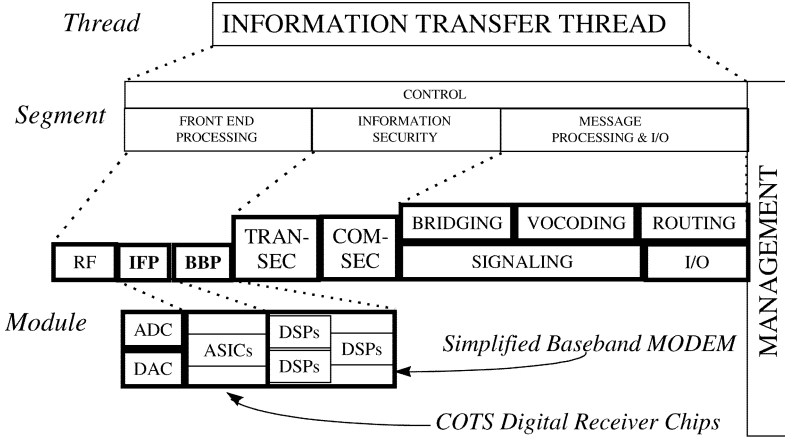 Thread
INFORMATION TRANSFER THREAD
CONTROL
Segment
FRONT END
PROCESSING
INFORMATION
SECURITY
MESSAGE
PROCESSING & I/O
MANAGEMENT
BRIDGING
VOCODING
ROUTING
TRAN-
SEC
COM-
SEC
RF
IFP
BBP
SIGNALING
I/O
Module
ADC
DAC
ASICs
DSPs
DSPs
DSPs
Simplified Baseband MODEM
COTS Digital Receiver Chips